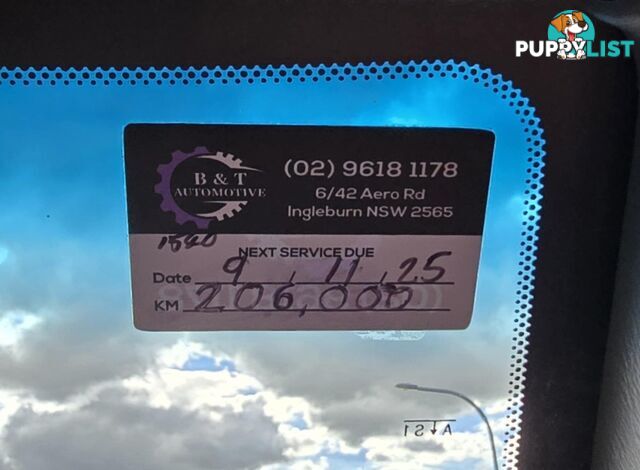 PUPPYLIST
B & T
AUTOMOTIVE
(02) 9618 1178
6/42 Aero Rd
Ingleburn NSW 2565
NEXT SERVICE DUE
Date 9, 11, 25
KM 206,000